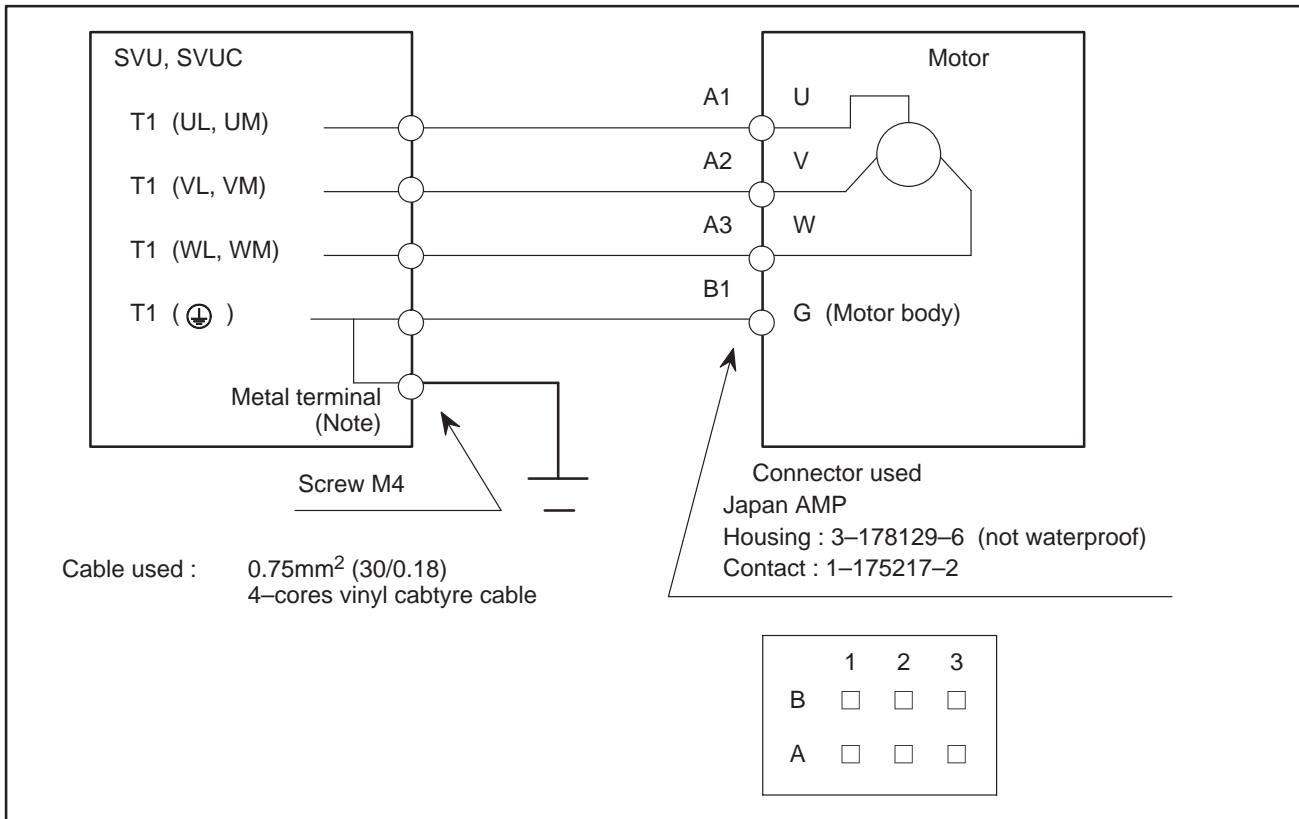 SVU, SVUC
T1 (UL, UM)
T1 (VL, VM)
T1 (WL, WM)
T1 ( ⏚ )
Metal terminal
(Note)
Screw M4
Cable used : 0.75mm² (30/0.18)
4–cores vinyl cabtyre cable
A1
A2
A3
B1
Motor
U
V
W
G (Motor body)
Connector used
Japan AMP
Housing : 3–178129–6 (not waterproof)
Contact : 1–175217–2
1 2 3
B □ □ □
A □ □ □